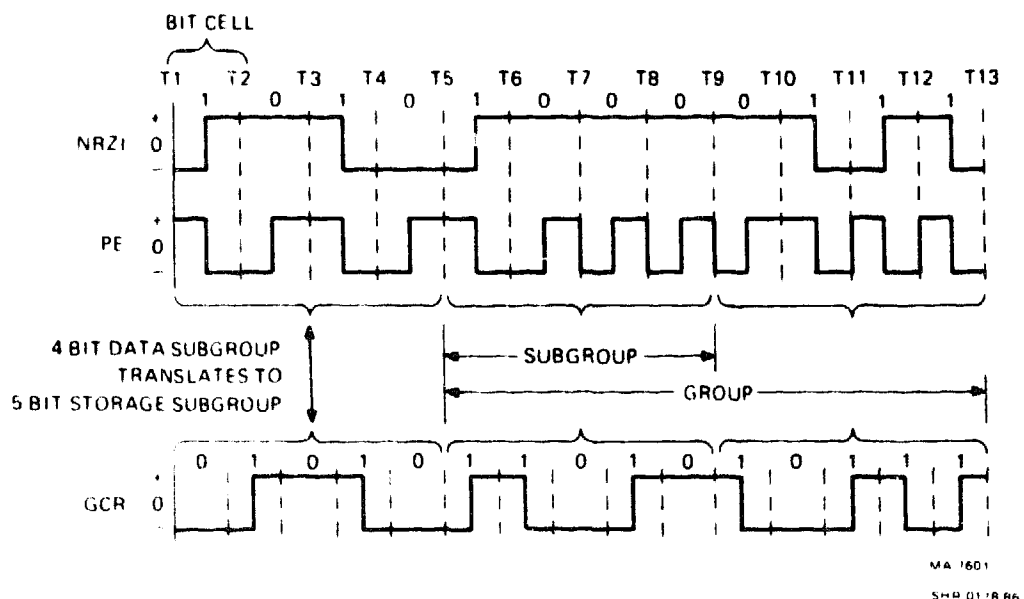 BIT CELL
T1 T2 T3 T4 T5 T6 T7 T8 T9 T10 T11 T12 T13
1 0 1 0 1 0 0 0 0 1 1 1
+
NRZI 0
–
+
PE 0
–
4 BIT DATA SUBGROUP
TRANSLATES TO
5 BIT STORAGE SUBGROUP
SUBGROUP
GROUP
0 1 0 1 0 1 1 0 1 0 1 0 1 1 1
+
GCR 0
–